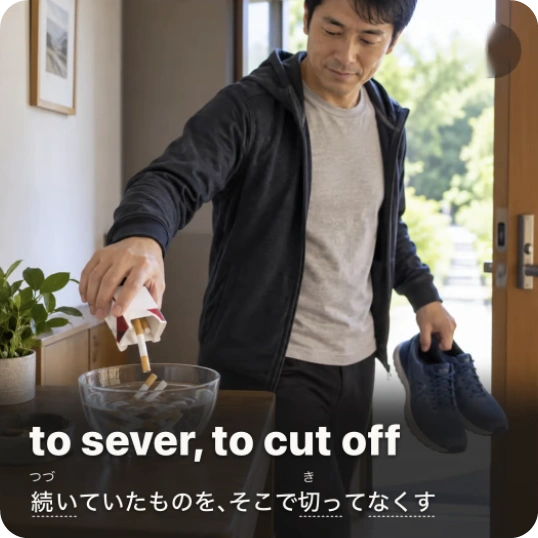 to sever, to cut off
つづ き
続いていたものを、そこで切ってなくす